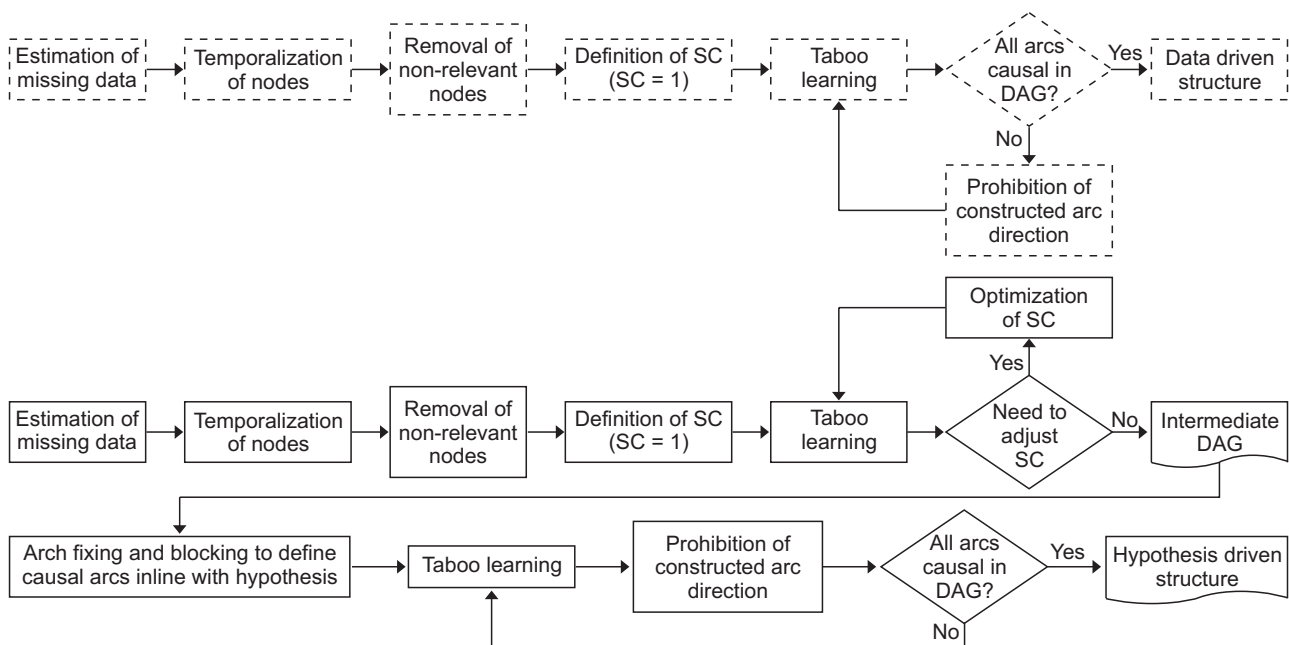 Estimation of
missing data
Temporalization
of nodes
Removal of
non-relevant
nodes
Definition of SC
(SC = 1)
Taboo
learning
All arcs
causal in
DAG?
Yes
Data driven
structure
No
Prohibition of
constructed arc
direction
Optimization
of SC
Yes
Estimation of
missing data
Temporalization
of nodes
Removal of
non-relevant
nodes
Definition of SC
(SC = 1)
Taboo
learning
Need to
adjust
SC
No
Intermediate
DAG
Arch fixing and blocking to define
causal arcs inline with hypothesis
Taboo learning
Prohibition of
constructed arc
direction
All arcs
causal in
DAG?
Yes
Hypothesis driven
structure
No